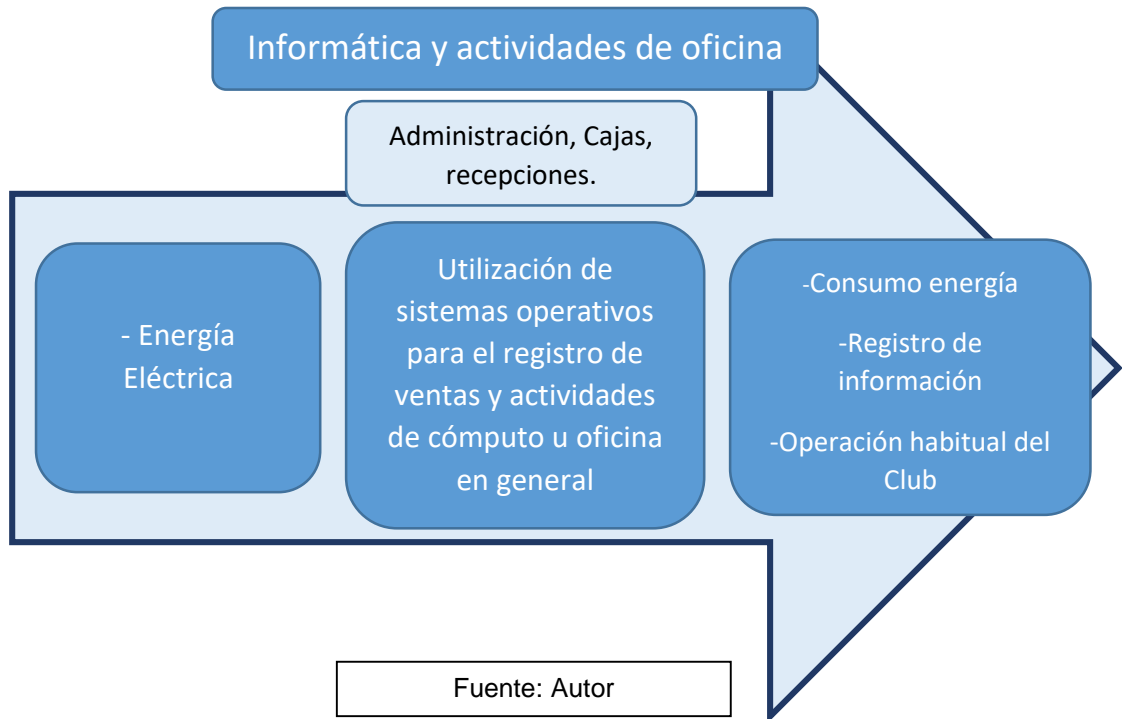 Informática y actividades de oficina
Administración, Cajas,
recepciones.
- Energía
Eléctrica
Utilización de
sistemas operativos
para el registro de
ventas y actividades
de cómputo u oficina
en general
-Consumo energía
-Registro de
información
-Operación habitual del
Club
Fuente: Autor